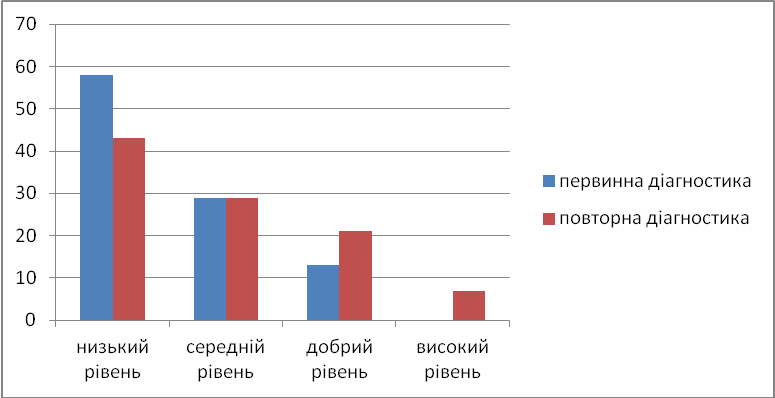 70
60
50
40
30
20
10
0
низький рівень
середній рівень
добрий рівень
високий рівень
первинна діагностика
повторна діагностика